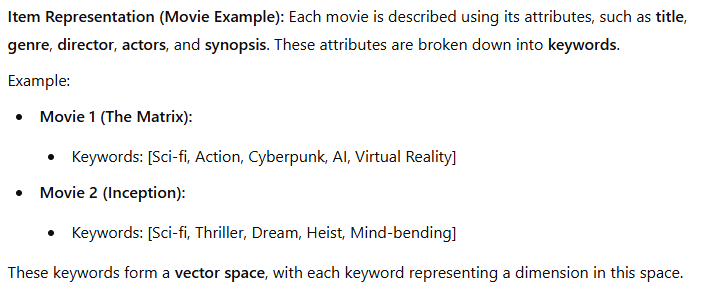 Item Representation (Movie Example): Each movie is described using its attributes, such as title,
genre, director, actors, and synopsis. These attributes are broken down into keywords.
Example:
• Movie 1 (The Matrix):
• Keywords: [Sci-fi, Action, Cyberpunk, AI, Virtual Reality]
• Movie 2 (Inception):
• Keywords: [Sci-fi, Thriller, Dream, Heist, Mind-bending]
These keywords form a vector space, with each keyword representing a dimension in this space.